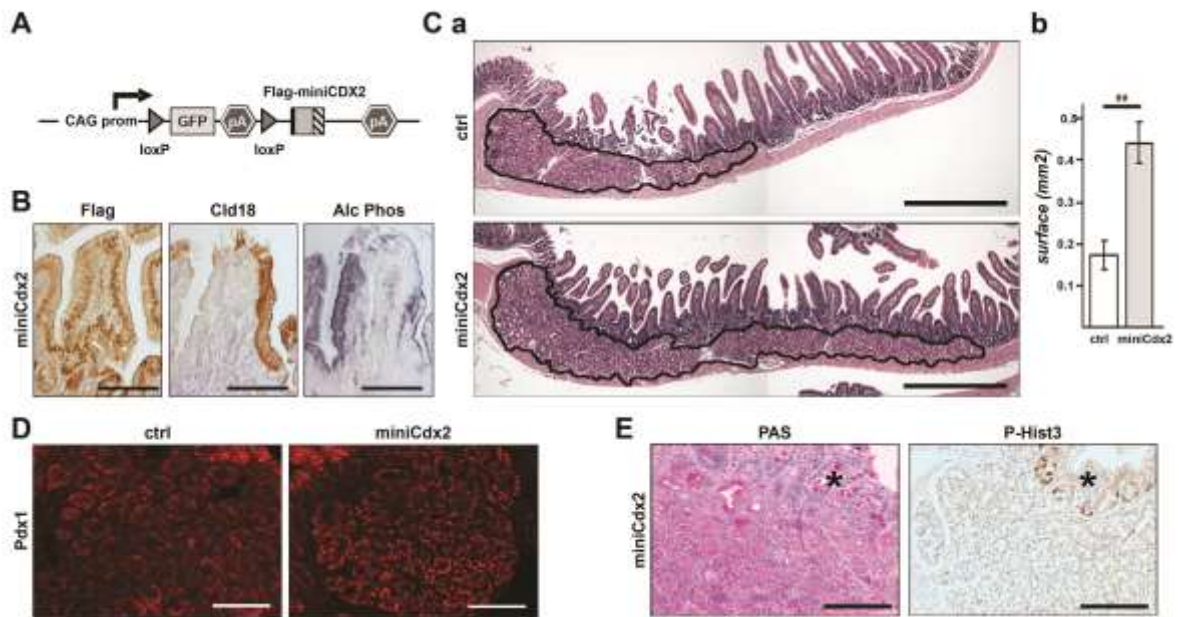 A
Flag-miniCDX2
CAG prom
GFP
pA
pA
loxP
loxP
B
Flag
Cld18
Alc Phos
miniCdx2
C a
ctrl
miniCdx2
b
**
surface (mm2)
0.5
0.4
0.3
0.2
0.1
ctrl
miniCdx2
D
ctrl
miniCdx2
Pdx1
E
PAS
P-Hist3
miniCdx2
*
*